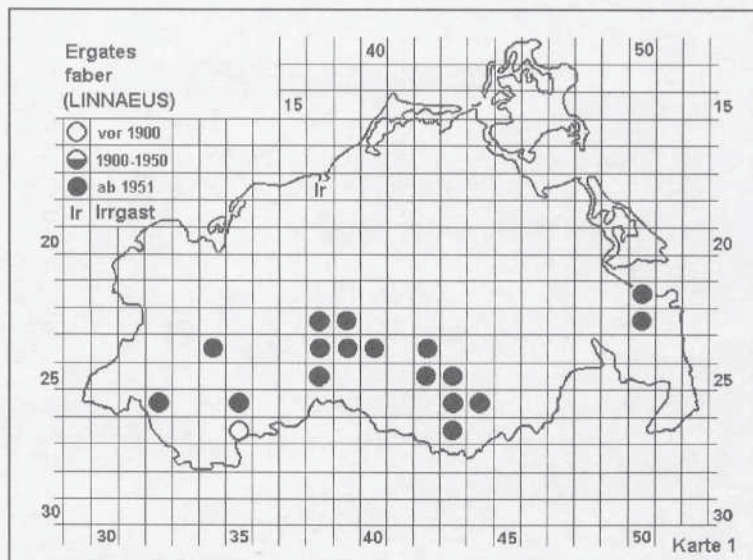 Ergates
faber
(LINNAEUS)
vor 1900
1900-1950
ab 1951
Ir Irrgast
40 50
15 15
Ir
20 20
25 25
30 30
30 35 40 45 50
Karte 1